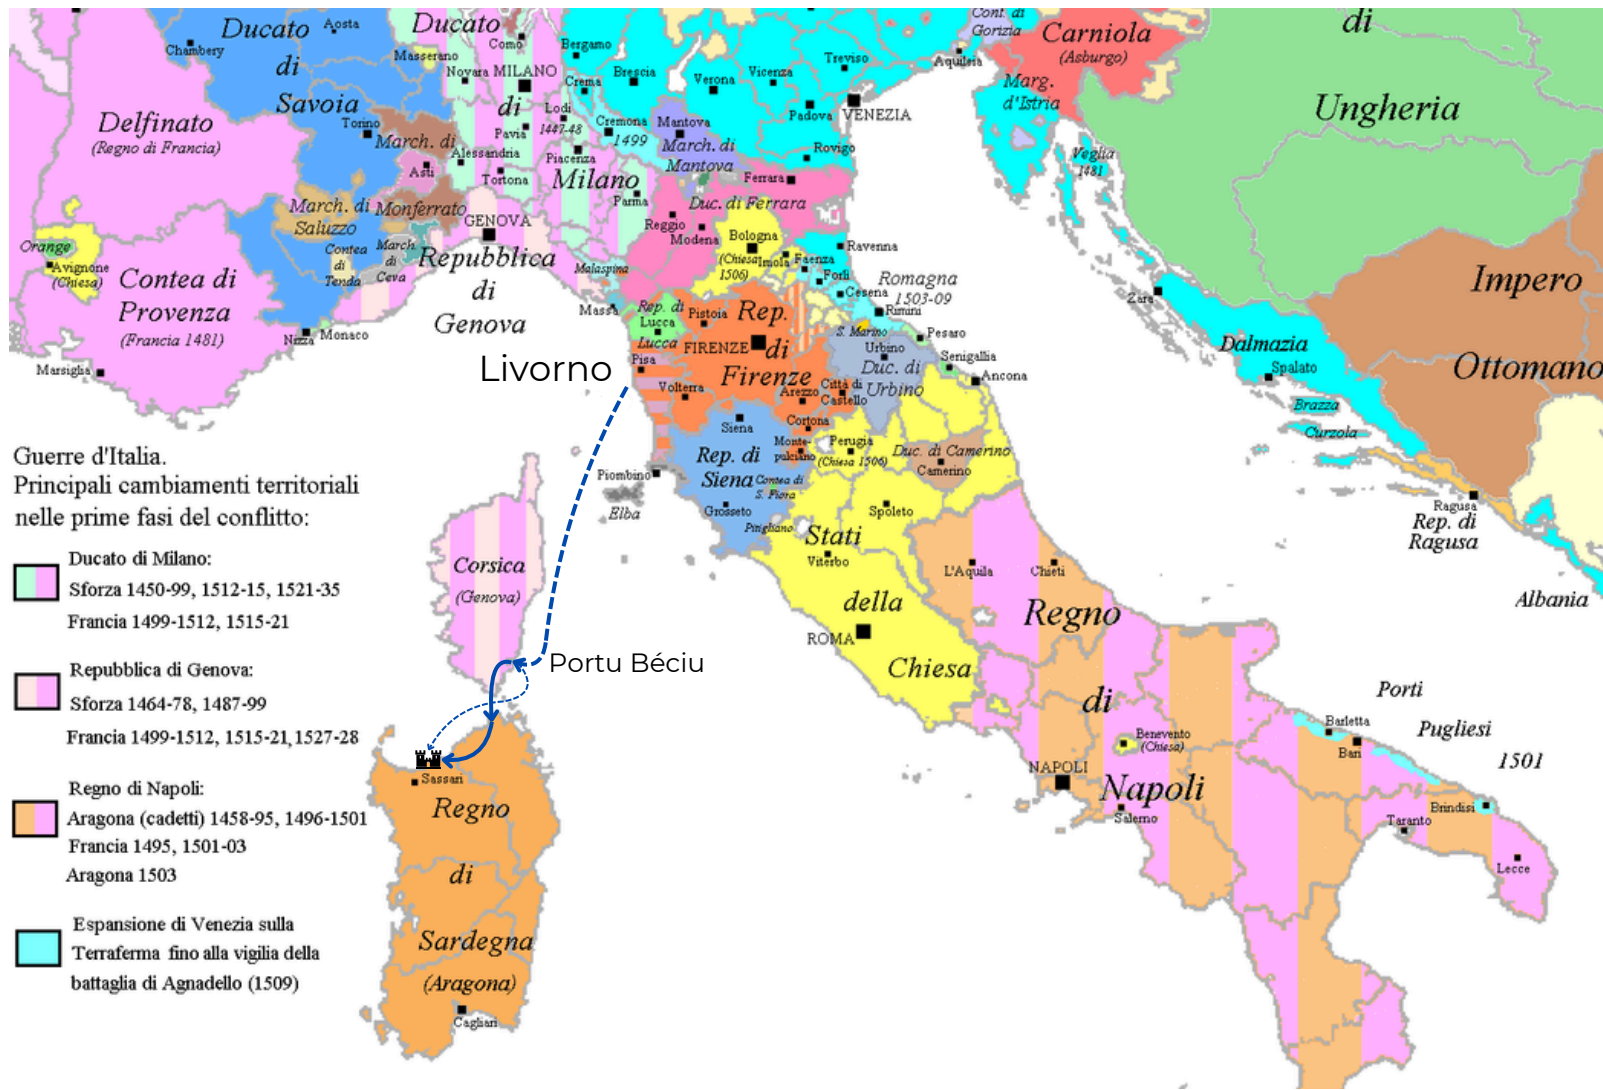 Ducato
di
Savoia
Aosta
Chambery
Ducato
di
Milano
Como
Masserano
Novara
MILANO
Bergamo
Crema
Brescia
Lodi
1447-48
Pavia
Cremona
1499
Piacenza
Parma
Alessandria
Tortona
Verona
Vicenza
Treviso
Padova
VENEZIA
Rovigo
Mantova
March. di
Mantova
Cont. di
Gorizia
Aquileia
Carniola
(Asburgo)
Marg.
d'Istria
Veglia
1481
di
Ungheria
Delfinato
(Regno di Francia)
Torino
March. di
Monferrato
Asti
March. di
Saluzzo
Contea
di
Tenda
March.
di
Ceva
GENOVA
Repubblica
di
Genova
Malaspina
Massa
Orange
Avignone
(Chiesa)
Contea di
Provenza
(Francia 1481)
Marsiglia
Nizza
Monaco
Ferrara
Duc. di Ferrara
Reggio
Modena
Bologna
(Chiesa
1506)
Imola
Faenza
Ravenna
Forlì
Cesena
Romagna
1503-09
Rimini
S. Marino
Pesaro
Urbino
Duc. di
Urbino
Senigallia
Ancona
Rep. di
Lucca
Lucca
Pistoia
Rep.
di
Firenze
FIRENZE
Pisa
Volterra
Arezzo
Città di
Castello
Cortona
Monte-
pulciano
Siena
Rep. di
Siena
Contea di
S. Fiora
Grosseto
Pitigliano
Piombino
Elba
Perugia
(Chiesa 1506)
Duc. di Camerino
Camerino
Spoleto
Stati
Viterbo
della
ROMA
Chiesa
Zara
Dalmazia
Spalato
Brazza
Curzola
Impero
Ottomano
Ragusa
Rep. di
Ragusa
Albania
Livorno
Portu Béciu
Corsica
(Genova)
Sassari
Regno
di
Sardegna
(Aragona)
Cagliari
L'Aquila
Chieti
Regno
di
Napoli
Benevento
(Chiesa)
NAPOLI
Salerno
Porti
Pugliesi
1501
Barletta
Bari
Brindisi
Taranto
Lecce
Guerre d'Italia.
Principali cambiamenti territoriali
nelle prime fasi del conflitto:
Ducato di Milano:
Sforza 1450-99, 1512-15, 1521-35
Francia 1499-1512, 1515-21
Repubblica di Genova:
Sforza 1464-78, 1487-99
Francia 1499-1512, 1515-21, 1527-28
Regno di Napoli:
Aragona (cadetti) 1458-95, 1496-1501
Francia 1495, 1501-03
Aragona 1503
Espansione di Venezia sulla
Terraferma fino alla vigilia della
battaglia di Agnadello (1509)